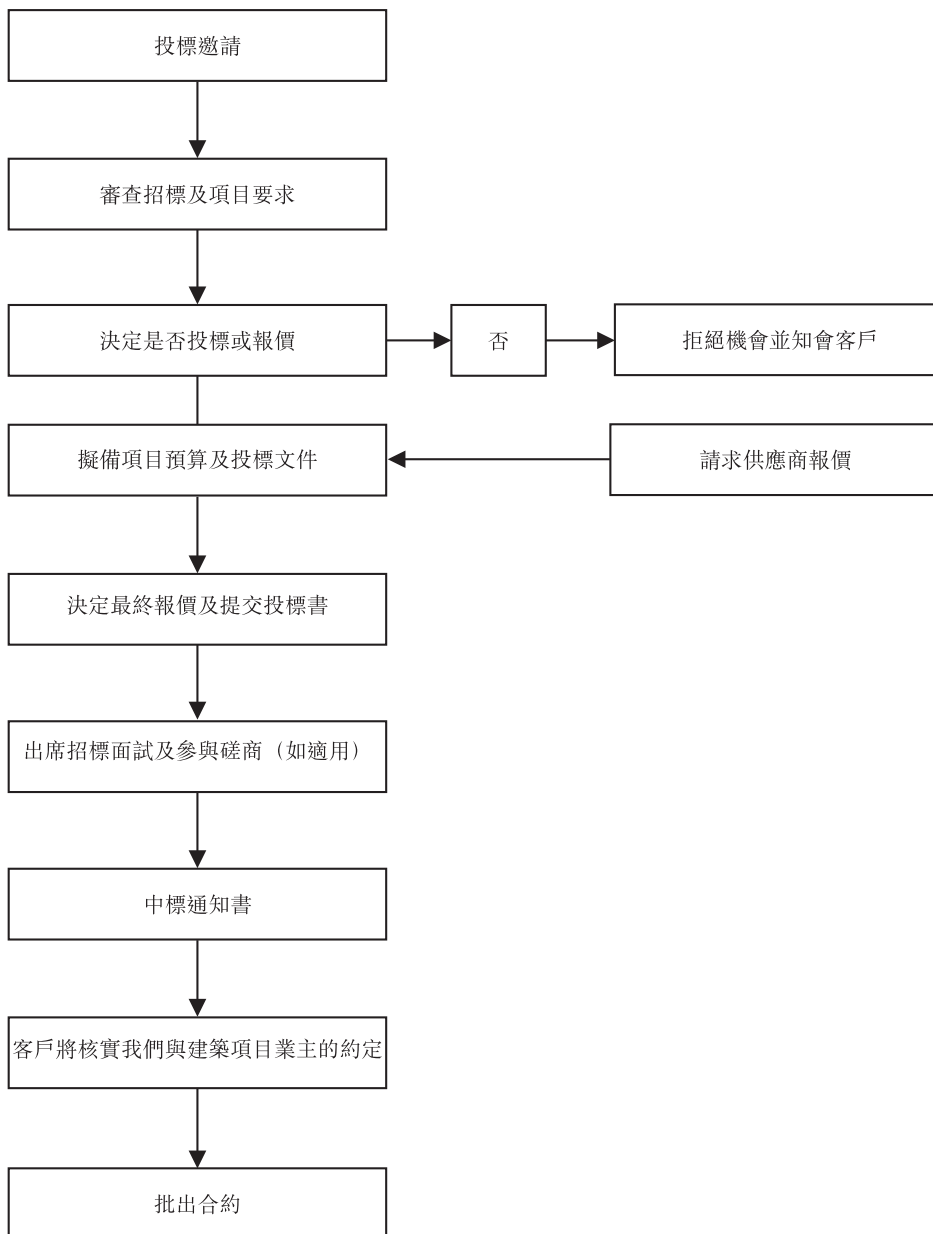 投標邀請
審查招標及項目要求
決定是否投標或報價
否
拒絕機會並知會客戶
擬備項目預算及投標文件
請求供應商報價
決定最終報價及提交投標書
出席招標面試及參與磋商（如適用）
中標通知書
客戶將核實我們與建築項目業主的約定
批出合約